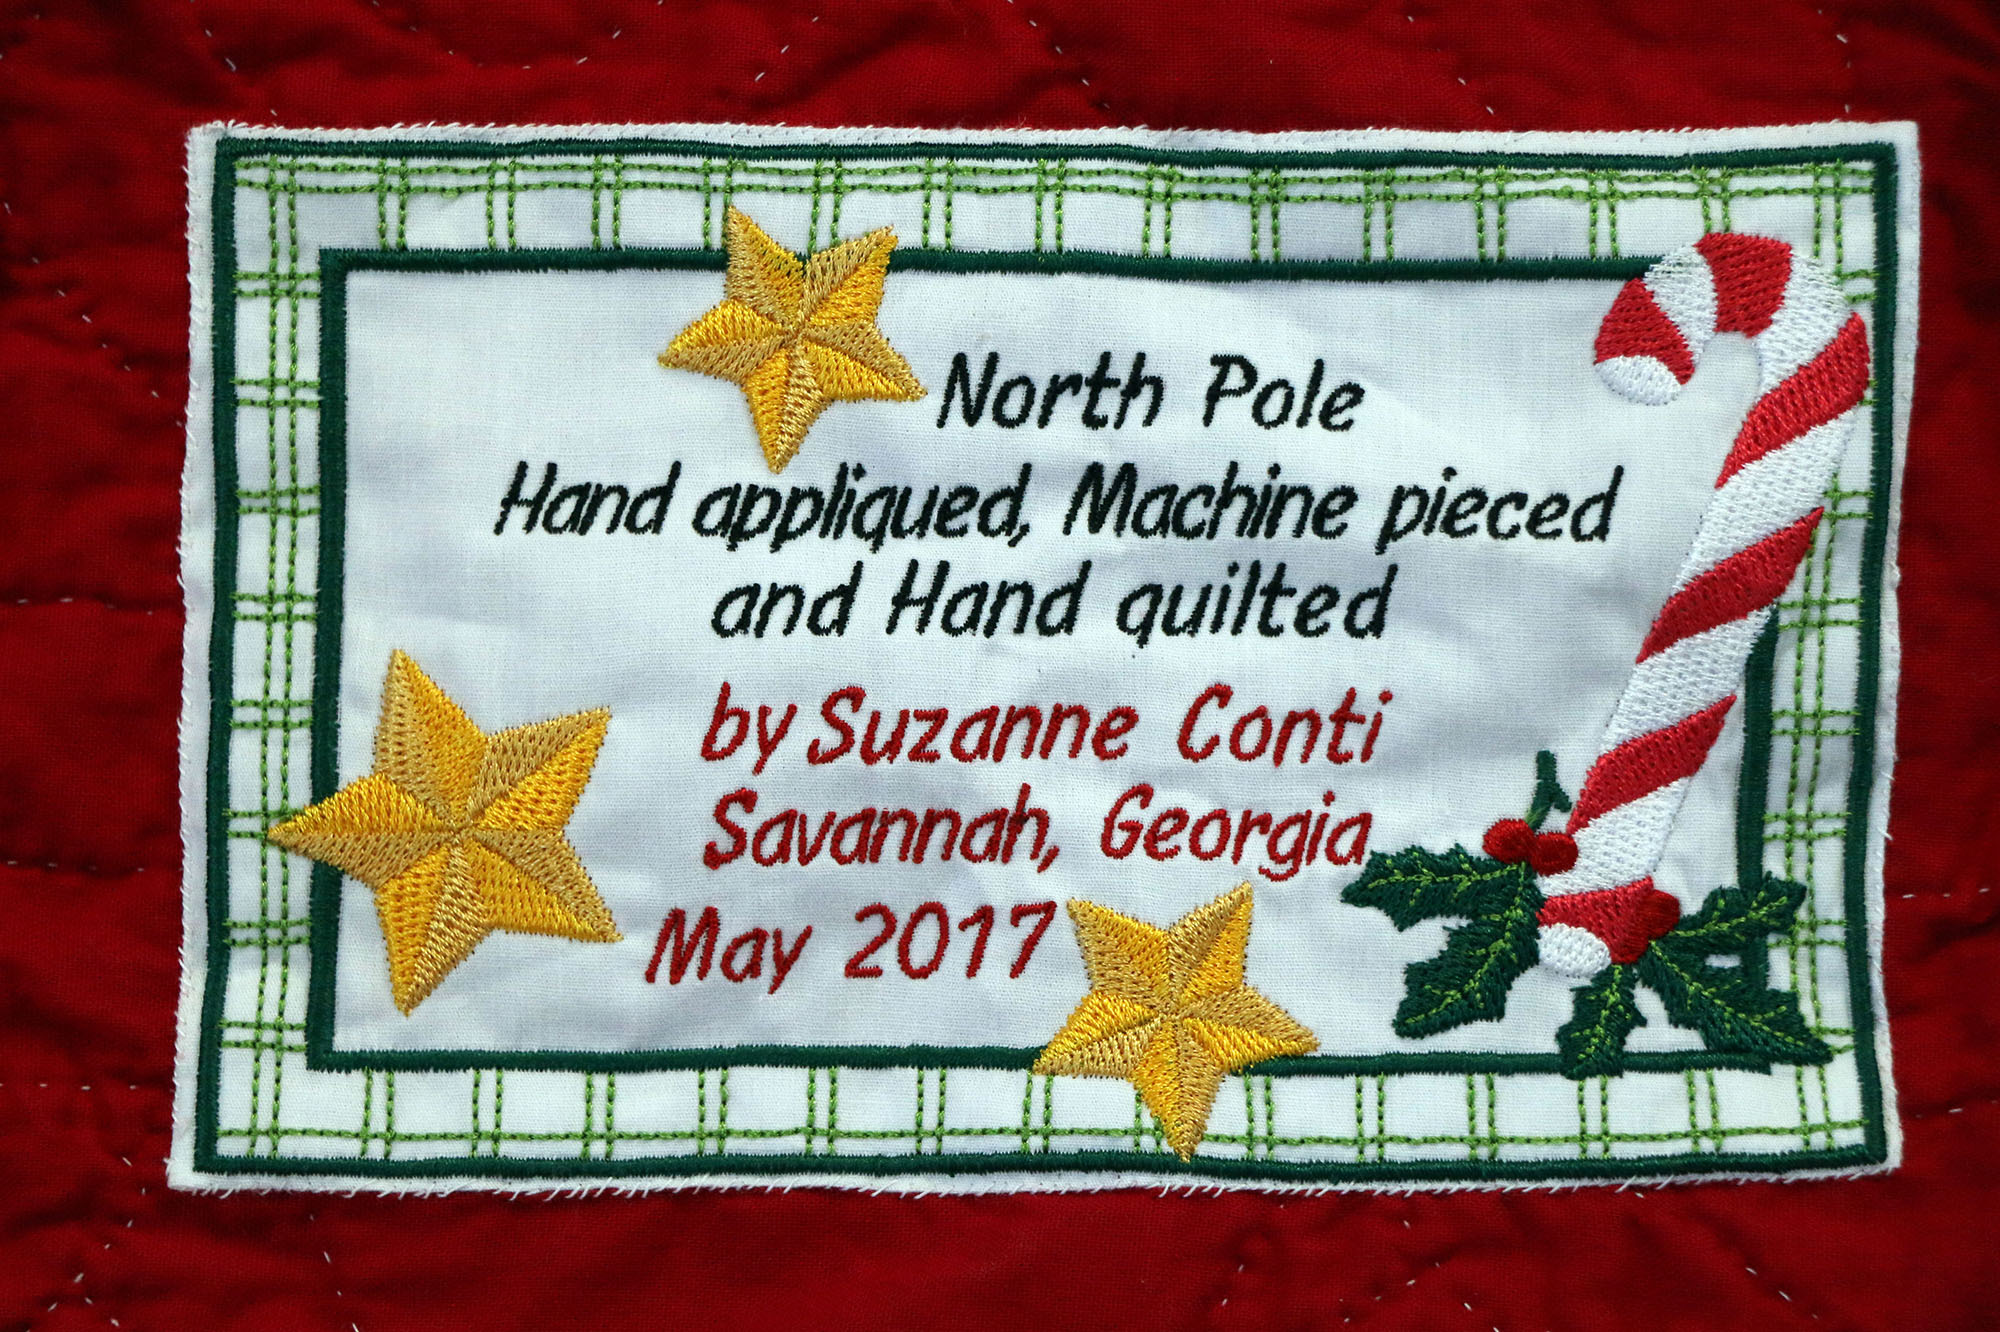 North Pole
Hand appliqued, Machine pieced
and Hand quilted
by Suzanne Conti
Savannah, Georgia
May 2017